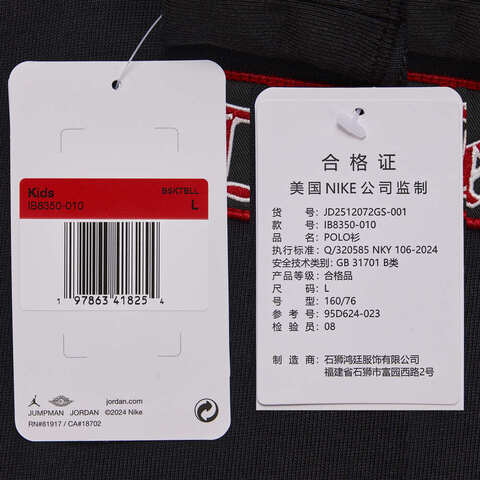 Kids
BSKTBLL
IB8350-010
L
1 97863 41825 4
jordan.com
JUMPMAN JORDAN ©2024 Nike
RN#81917 / CA#18702
合格证
美国NIKE公司监制
货号: JD2512072GS-001
款号: IB8350-010
品名: POLO衫
执行标准: Q/320585 NKY 106-2024
安全技术类别: GB 31701 B类
产品等级: 合格品
尺码: L
型号: 160/76
参考号: 95D624-023
检验员: 08
制造商: 石狮鸿廷服饰有限公司
福建省石狮市富园西路2号